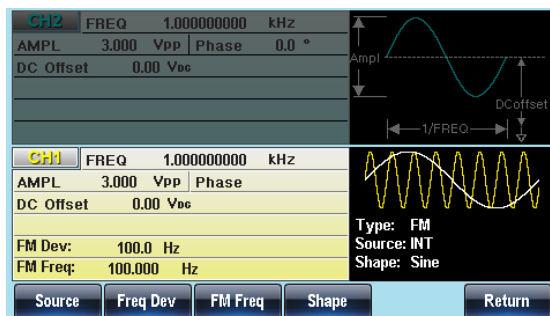 CH2 FREQ 1.000000000 kHz
AMPL 3.000 Vpp Phase 0.0 °
DC Offset 0.00 VDC
Ampl
DCoffset
1/FREQ
CH1 FREQ 1.000000000 kHz
AMPL 3.000 Vpp Phase
DC Offset 0.00 VDC
FM Dev: 100.0 Hz
FM Freq: 100.000 Hz
Type: FM
Source: INT
Shape: Sine
Source Freq Dev FM Freq Shape Return